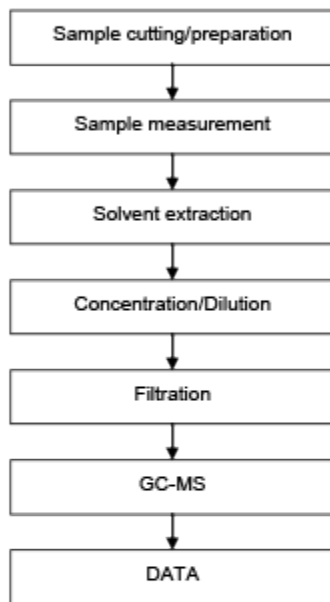 Sample cutting/preparation
Sample measurement
Solvent extraction
Concentration/Dilution
Filtration
GC-MS
DATA